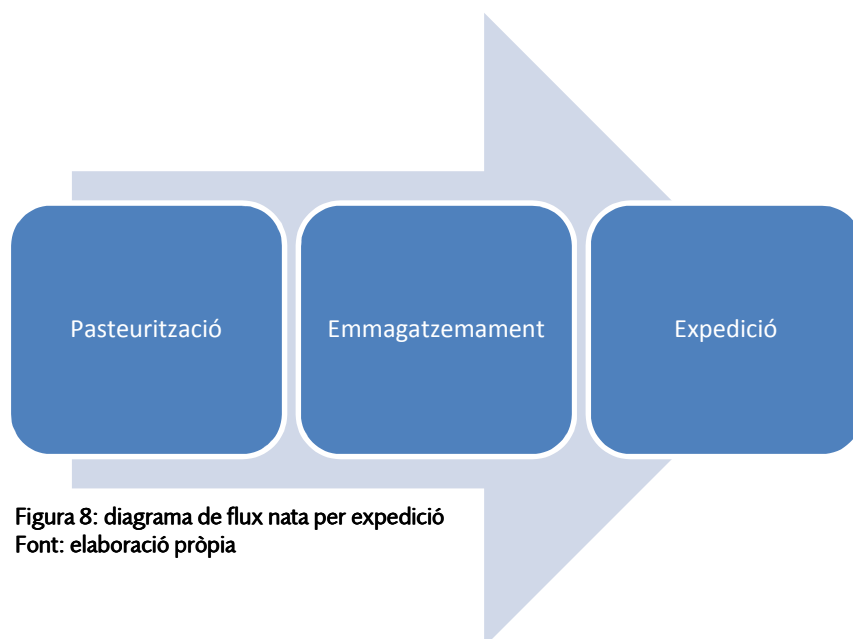 Pasteurització
Emmagatzemament
Expedició
Figura 8: diagrama de flux nata per expedició
Font: elaboració pròpia